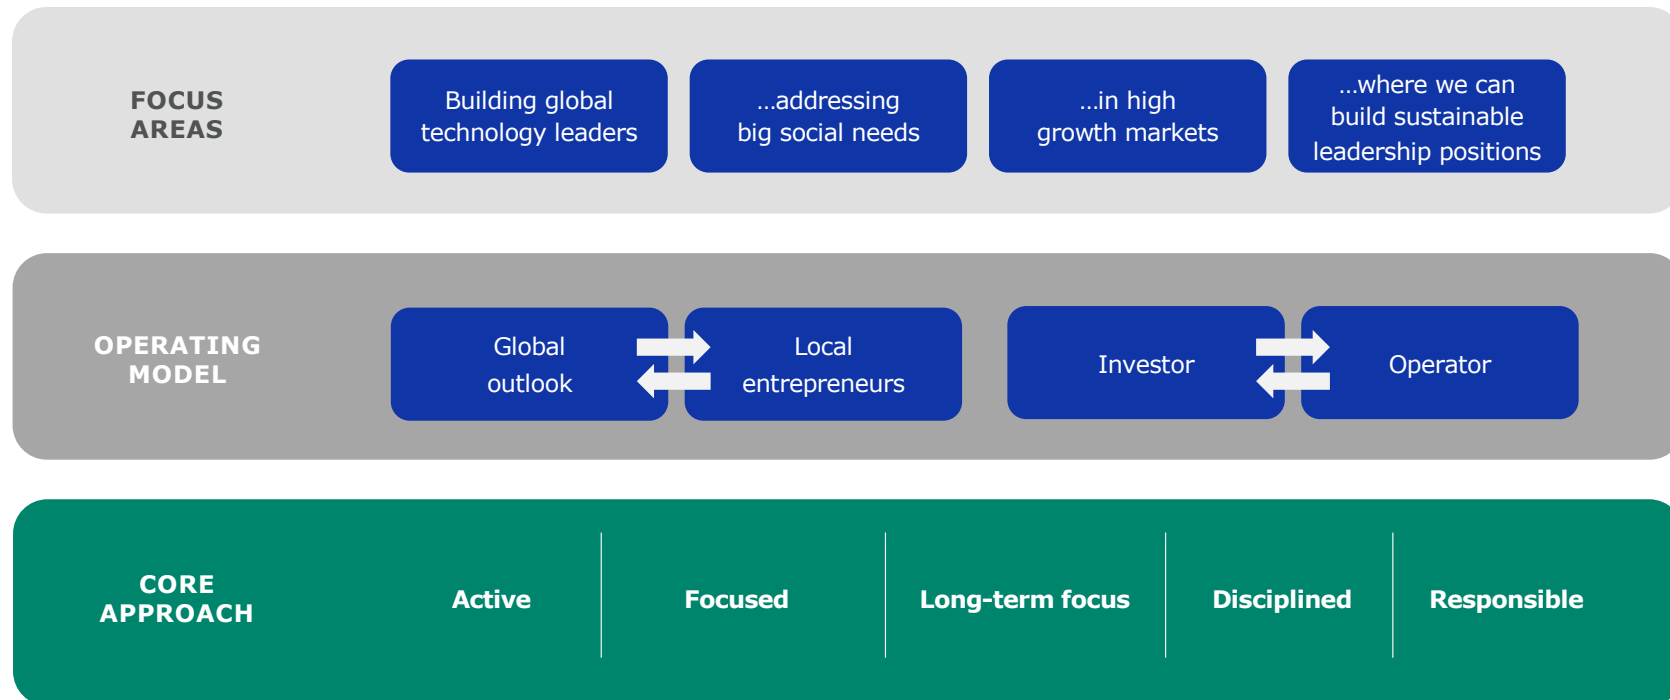 FOCUS
AREAS
Building global
technology leaders
…addressing
big social needs
…in high
growth markets
…where we can
build sustainable
leadership positions
OPERATING
MODEL
Global
outlook
Local
entrepreneurs
Investor
Operator
CORE
APPROACH
Active
Focused
Long-term focus
Disciplined
Responsible